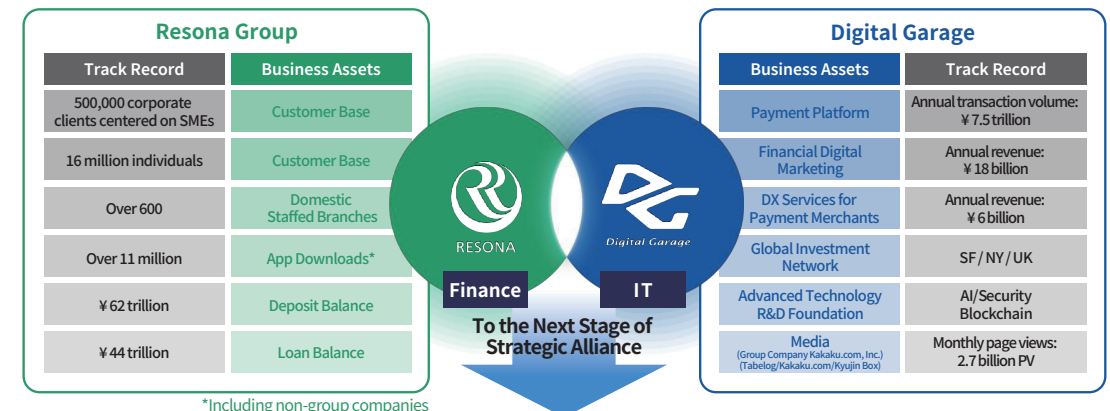 Resona Group
Track Record
Business Assets
500,000 corporate
clients centered on SMEs
Customer Base
16 million individuals
Customer Base
Over 600
Domestic
Staffed Branches
Over 11 million
App Downloads*
¥ 62 trillion
Deposit Balance
¥ 44 trillion
Loan Balance
*Including non-group companies
RESONA
Finance
DG
Digital Garage
IT
To the Next Stage of
Strategic Alliance
Digital Garage
Business Assets
Track Record
Payment Platform
Annual transaction volume:
¥ 7.5 trillion
Financial Digital
Marketing
Annual revenue:
¥ 18 billion
DX Services for
Payment Merchants
Annual revenue:
¥ 6 billion
Global Investment
Network
SF / NY / UK
Advanced Technology
R&D Foundation
AI/Security
Blockchain
Media
(Group Company Kakaku.com, Inc.)
(Tabelog/Kakaku.com/Kyujin Box)
Monthly page views:
2.7 billion PV